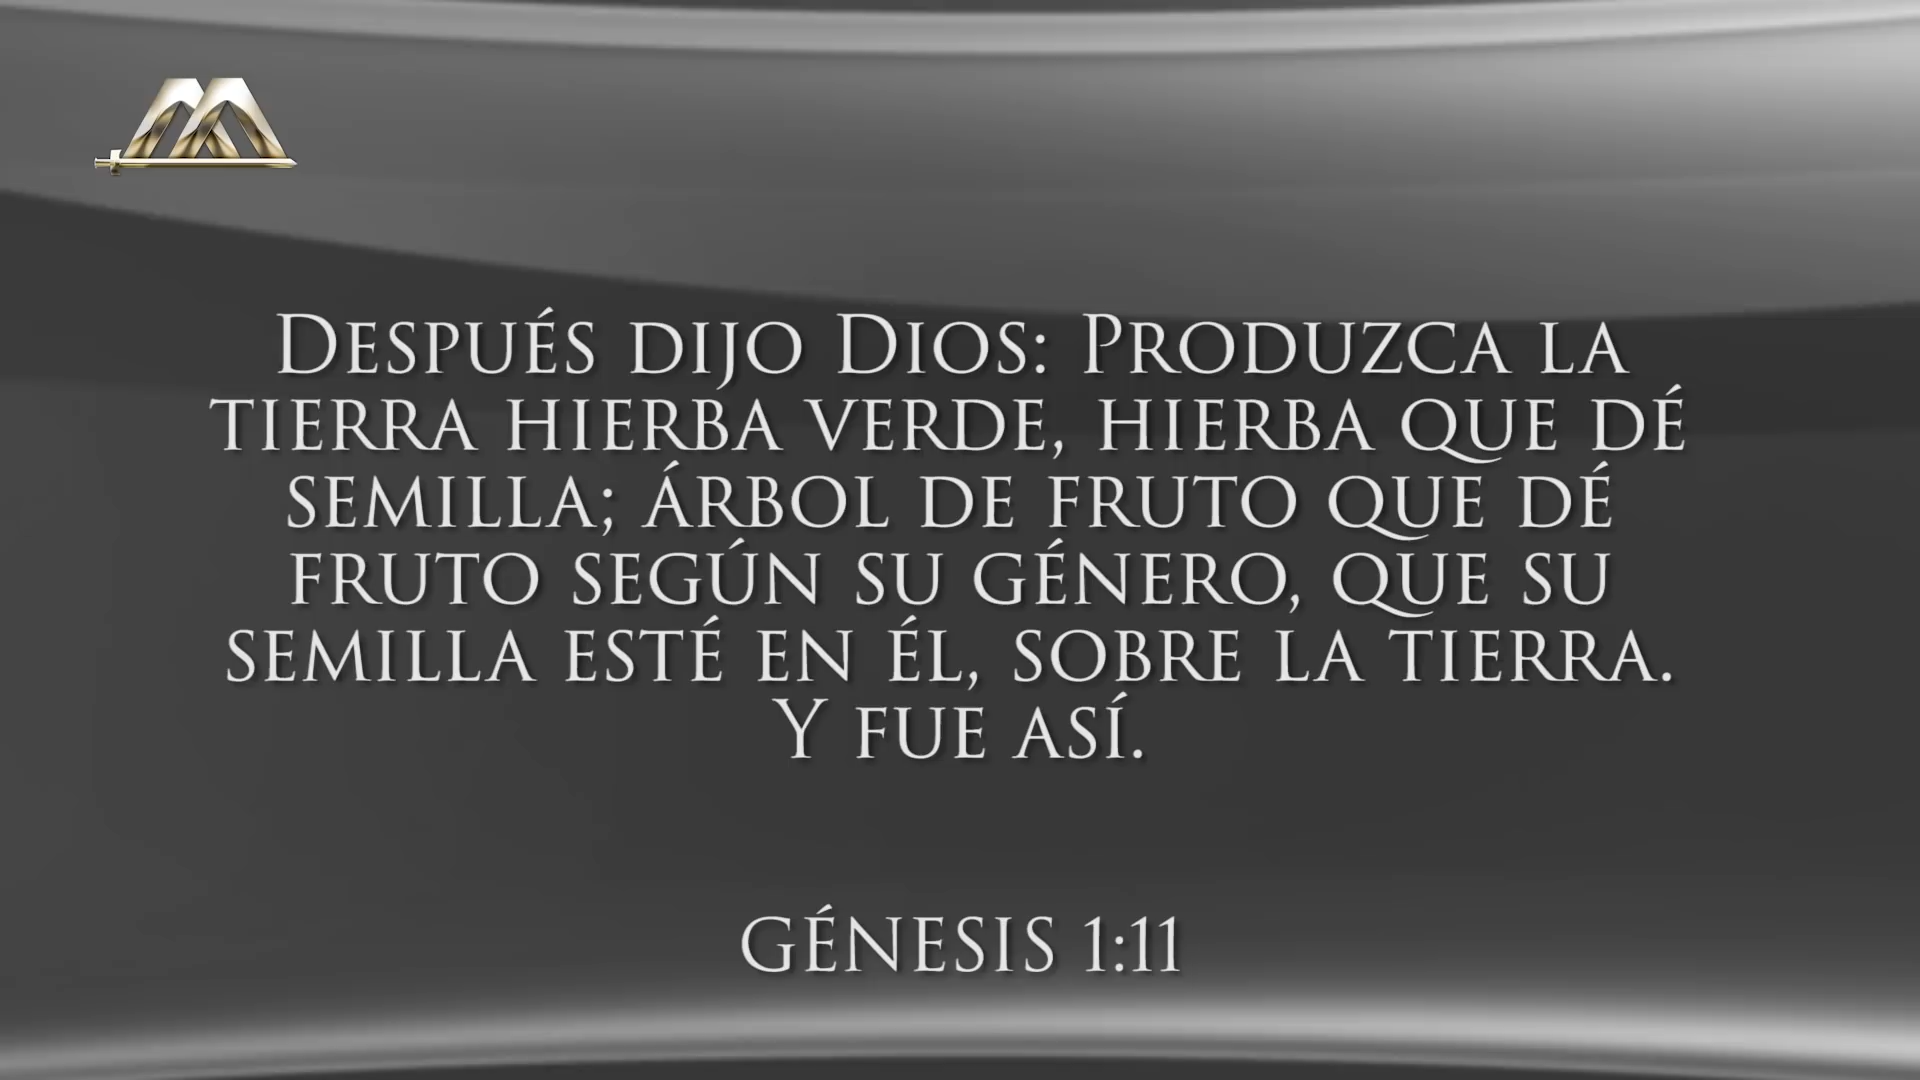 Después dijo Dios: Produzca la
tierra hierba verde, hierba que dé
semilla; árbol de fruto que dé
fruto según su género, que su
semilla esté en él, sobre la tierra.
Y fue así.
GÉNESIS 1:11